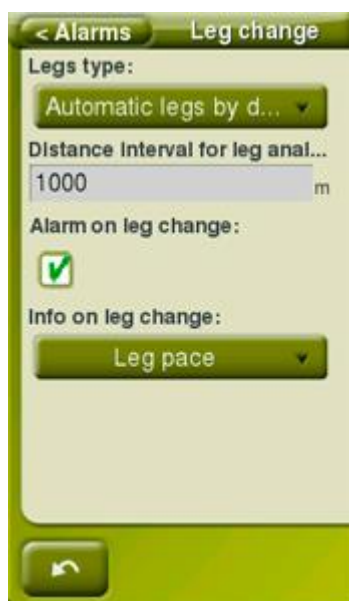 < Alarms Leg change
Legs type:
Automatic legs by d...
Distance interval for leg anal...
1000 m
Alarm on leg change:
Info on leg change:
Leg pace